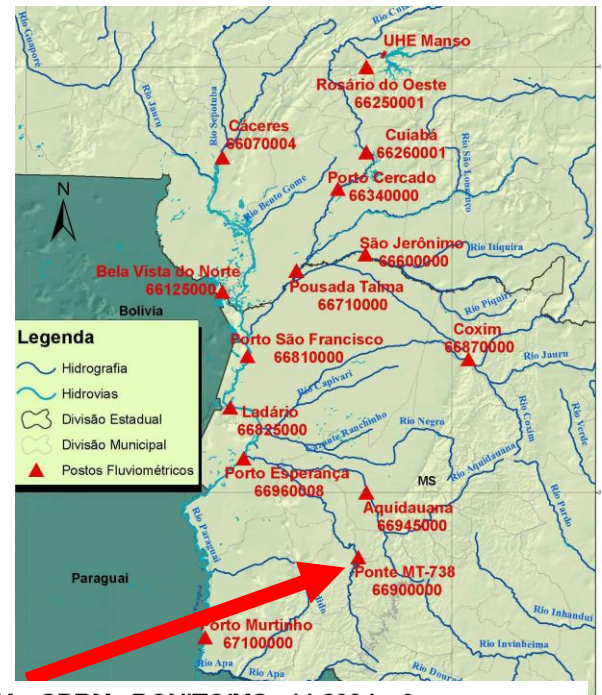 Rio Guaporé
Rio Jauru
Rio Sepotuba
UHE Manso
Rosário do Oeste
66250001
Cáceres
66070004
Cuiabá
66260001
Rio São Lourenço
Porto Cercado
66340000
N
Rio Bento Gome
São Jerônimo
66600000
Rio Itiquira
Bela Vista do Norte
66125000
Pousada Taima
66710000
Rio Piquiri
Bolívia
Legenda
Hidrografia
Hidrovias
Divisão Estadual
Divisão Municipal
Postos Fluviométricos
Porto São Francisco
66810000
Coxim
66870000
Rio Jauru
Rio Capivari
Ladário
66825000
Rio Negro
Rio Coxim
Rio Verde
Porto Esperança
66960008
MS
Rio Aquidauana
Aquidauana
66945000
Rio Pardo
Rio Paraguai
Paraguai
Ponte MT-738
66900000
Rio Inhandui
Porto Murtinho
67100000
Rio Invinheima
Rio Apa
Rio Apa